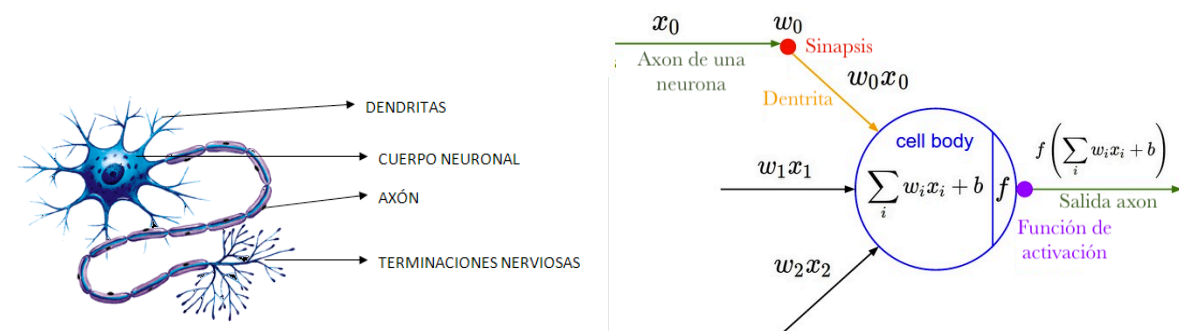 DENDRITAS
CUERPO NEURONAL
AXÓN
TERMINACIONES NERVIOSAS
x₀
w₀
Sinapsis
Axon de una
neurona
w₀x₀
Dentrita
cell body
w₁x₁
∑ᵢ wᵢxᵢ + b
f
f(∑ᵢ wᵢxᵢ + b)
Salida axon
Función de
activación
w₂x₂